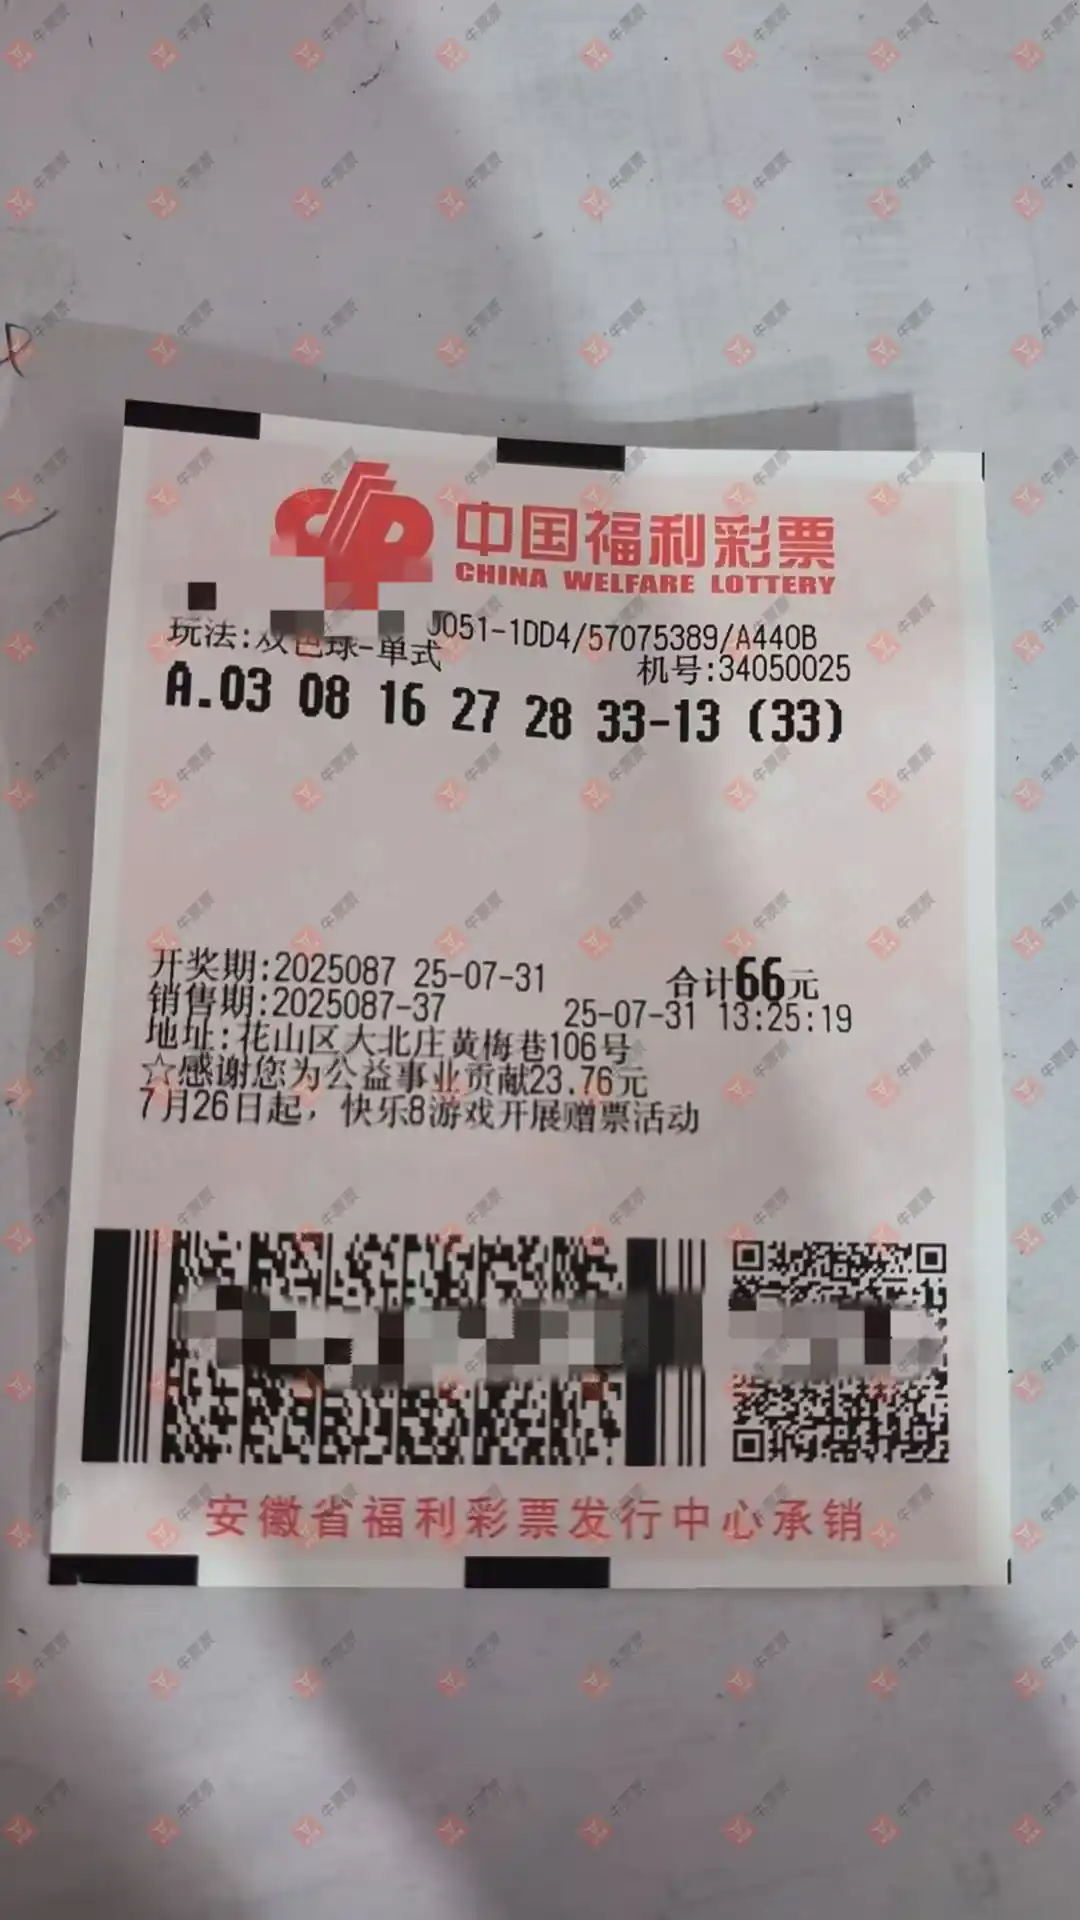 中国福利彩票
CHINA WELFARE LOTTERY
J051-1DD4/57075389/A440B
玩法:双色球-单式
机号:34050025
A.03 08 16 27 28 33-13 (33)
开奖期:2025087 25-07-31 合计66元
销售期:2025087-37 25-07-31 13:25:19
地址:花山区大北庄黄梅巷106号
☆感谢您为公益事业贡献23.76元
7月26日起，快乐8游戏开展赠票活动
安徽省福利彩票发行中心承销
牛票票